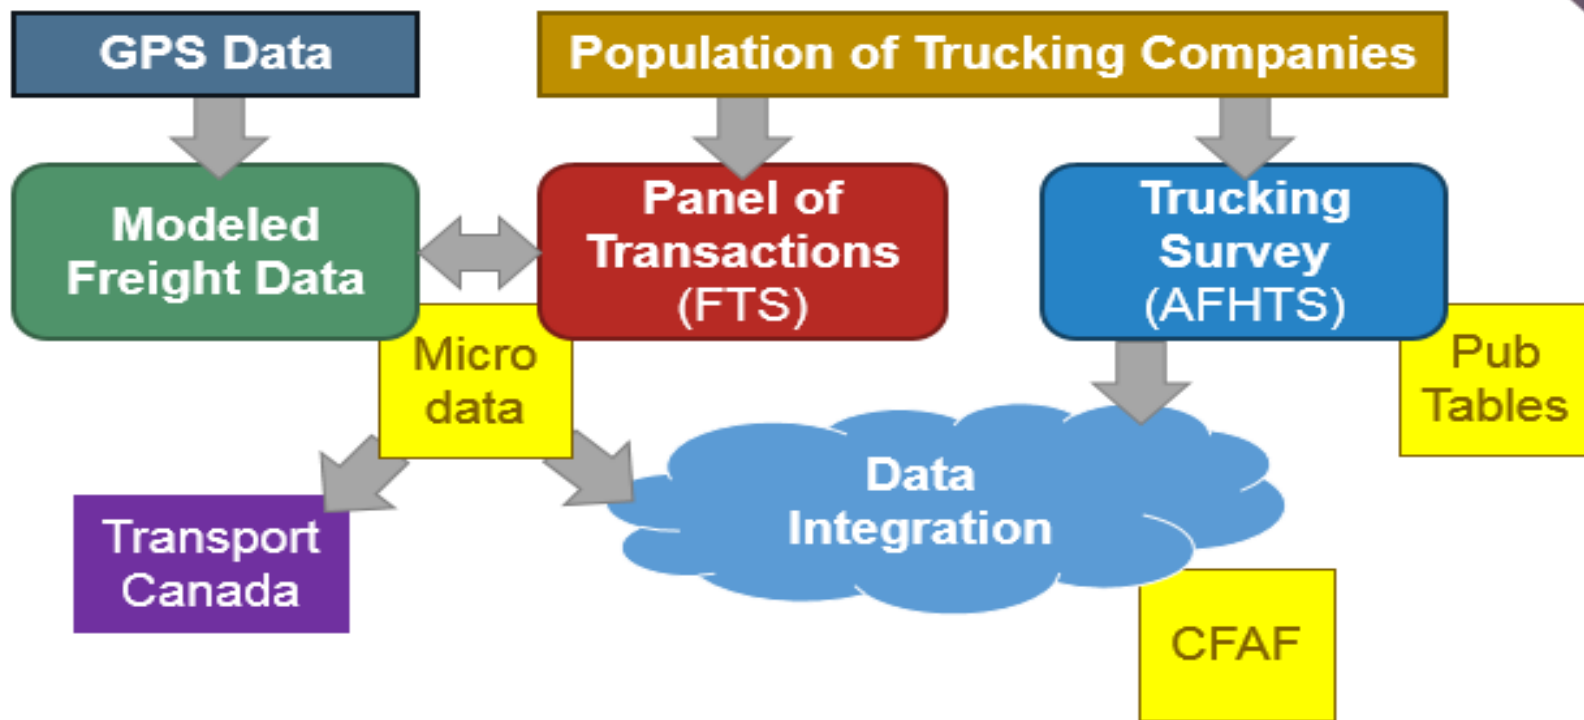 GPS Data
Population of Trucking Companies
Modeled
Freight Data
Panel of
Transactions
(FTS)
Trucking
Survey
(AFHTS)
Micro
data
Pub
Tables
Transport
Canada
Data
Integration
CFAF